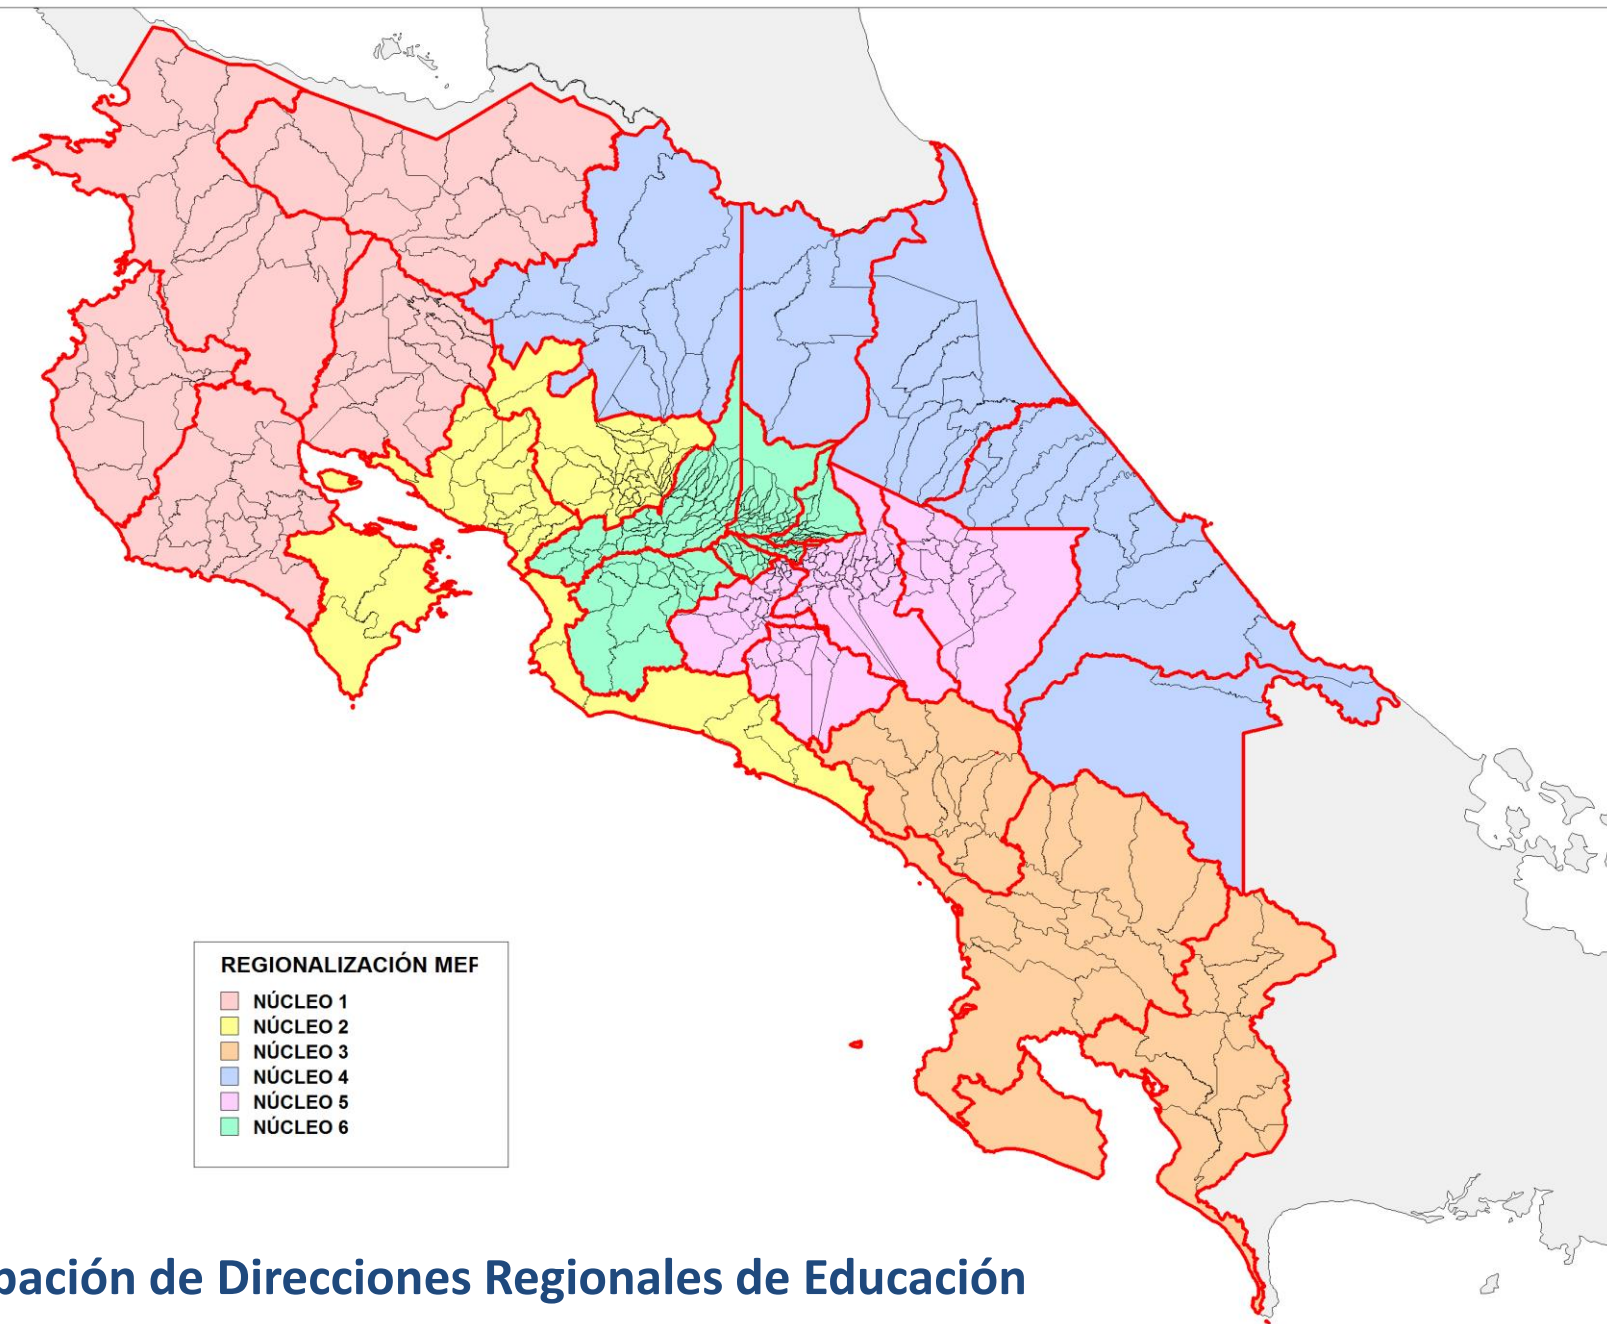 REGIONALIZACIÓN MEP
NÚCLEO 1
NÚCLEO 2
NÚCLEO 3
NÚCLEO 4
NÚCLEO 5
NÚCLEO 6
pación de Direcciones Regionales de Educación